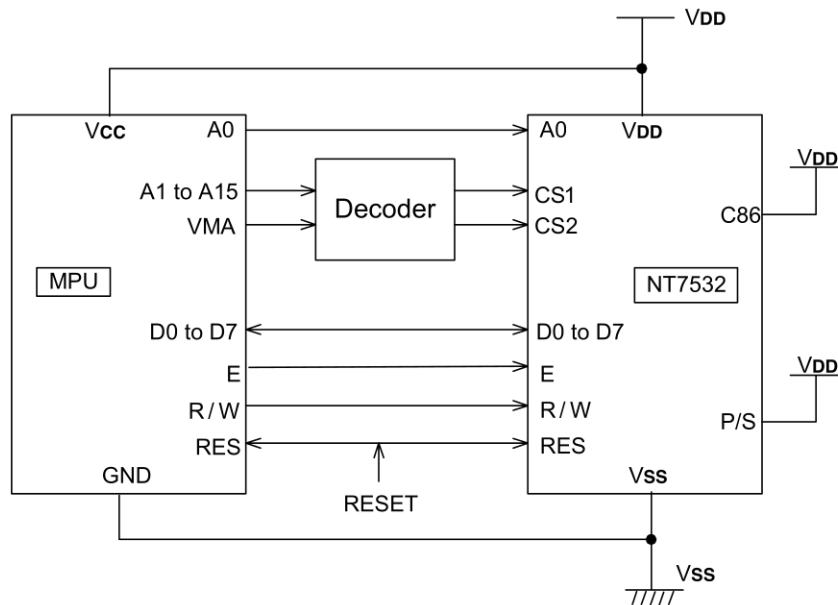 VDD
VCC
A0
A0
VDD
VDD
A1 to A15
Decoder
CS1
VMA
CS2
C86
MPU
NT7532
D0 to D7
D0 to D7
VDD
E
E
R/W
R/W
P/S
RES
RES
GND
RESET
VSS
VSS